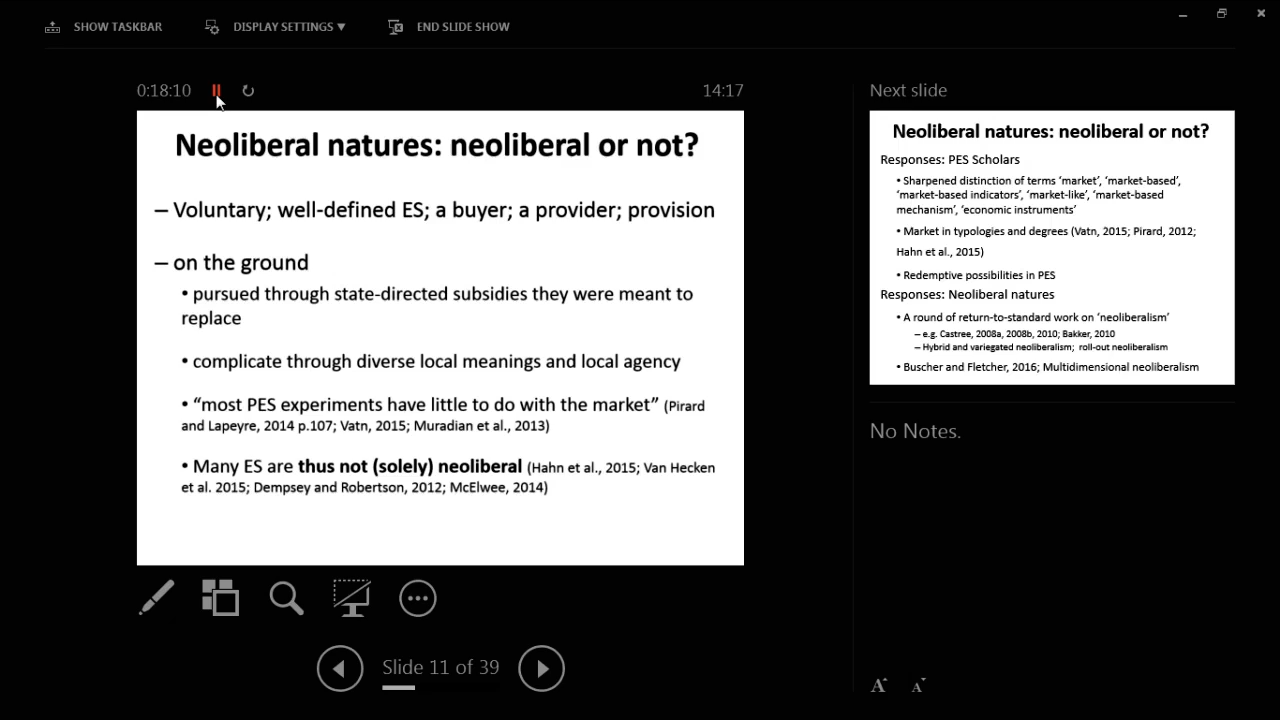 SHOW TASKBAR DISPLAY SETTINGS ▼ END SLIDE SHOW
0:18:10 14:17
Neoliberal natures: neoliberal or not?
– Voluntary; well-defined ES; a buyer; a provider; provision
– on the ground
• pursued through state-directed subsidies they were meant to
replace
• complicate through diverse local meanings and local agency
• “most PES experiments have little to do with the market” (Pirard
and Lapeyre, 2014 p.107; Vatn, 2015; Muradian et al., 2013)
• Many ES are thus not (solely) neoliberal (Hahn et al., 2015; Van Hecken
et al. 2015; Dempsey and Robertson, 2012; McElwee, 2014)
Slide 11 of 39
Next slide
Neoliberal natures: neoliberal or not?
Responses: PES Scholars
• Sharpened distinction of terms ‘market’, ‘market-based’,
‘market-based indicators’, ‘market-like’, ‘market-based
mechanism’, ‘economic instruments’
• Market in typologies and degrees (Vatn, 2015; Pirard, 2012;
Hahn et al., 2015)
• Redemptive possibilities in PES
Responses: Neoliberal natures
• A round of return-to-standard work on ‘neoliberalism’
– e.g. Castree, 2008a, 2008b, 2010; Bakker, 2010
– Hybrid and variegated neoliberalism; roll-out neoliberalism
• Buscher and Fletcher, 2016; Multidimensional neoliberalism
No Notes.
A A